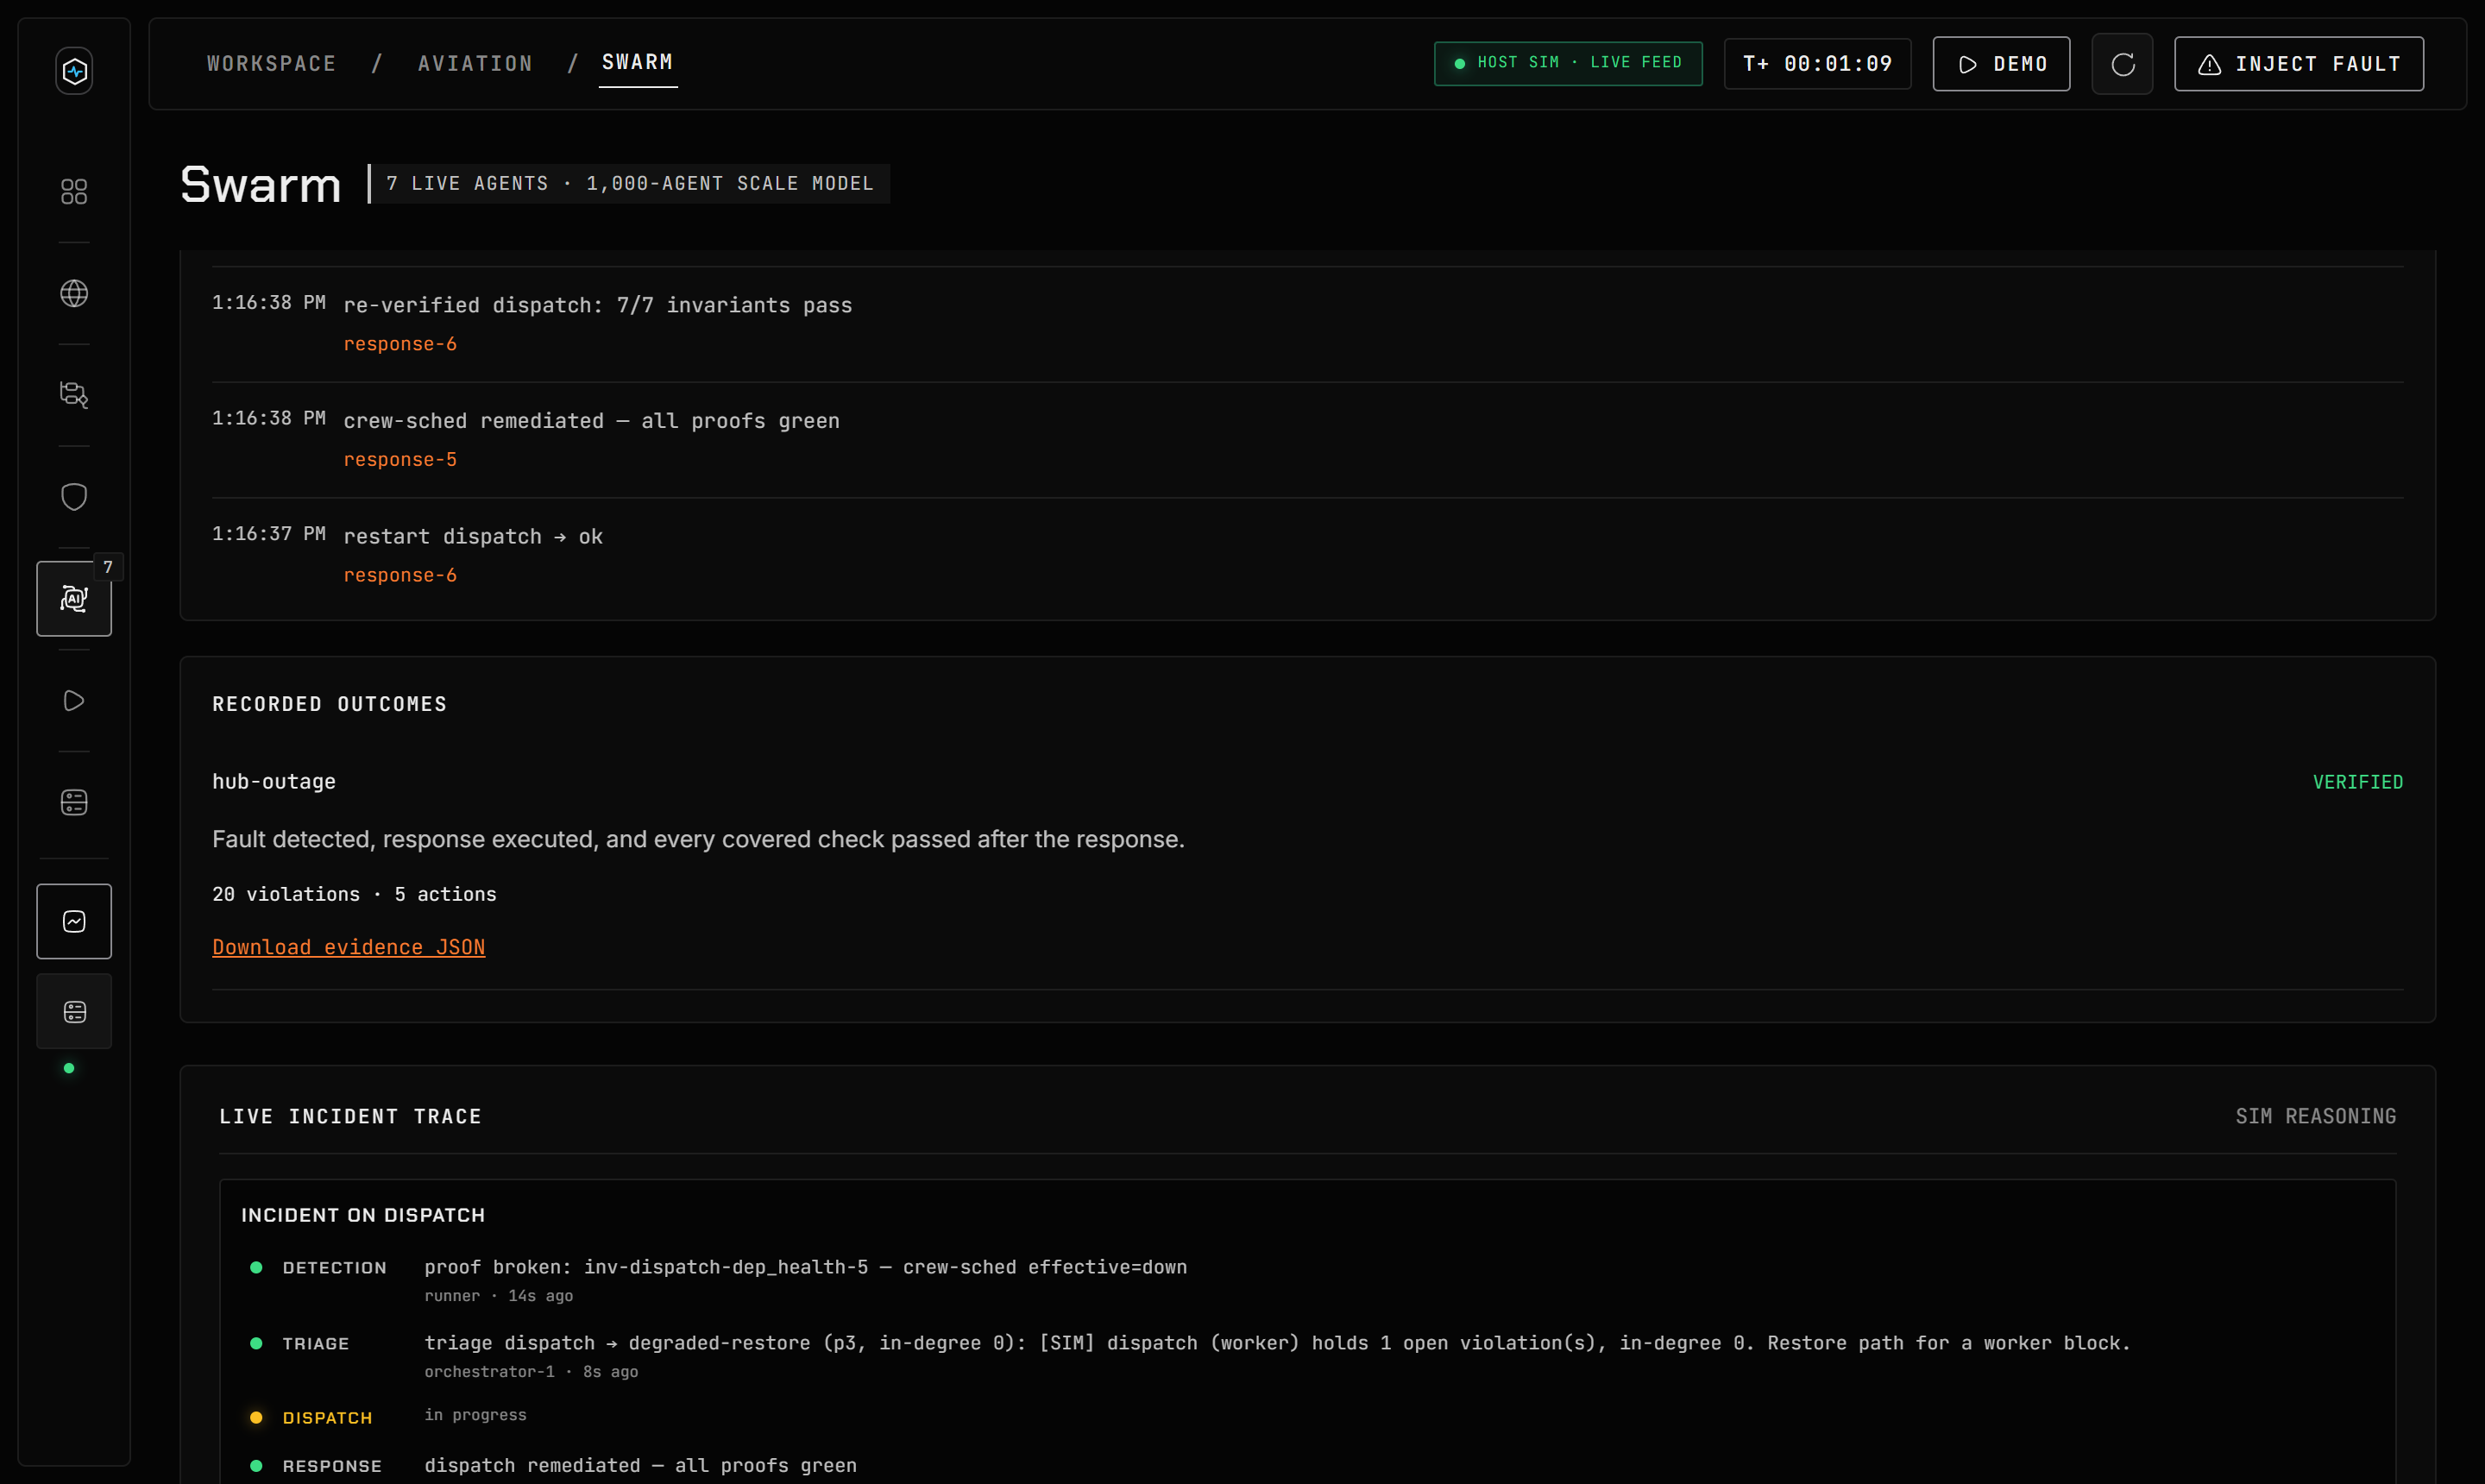 WORKSPACE / AVIATION / SWARM
HOST SIM · LIVE FEED
T+ 00:01:09
DEMO
INJECT FAULT
Swarm
7 LIVE AGENTS · 1,000-AGENT SCALE MODEL
1:16:38 PM re-verified dispatch: 7/7 invariants pass
response-6
1:16:38 PM crew-sched remediated — all proofs green
response-5
1:16:37 PM restart dispatch → ok
response-6
7
AI
RECORDED OUTCOMES
hub-outage VERIFIED
Fault detected, response executed, and every covered check passed after the response.
20 violations · 5 actions
Download evidence JSON
LIVE INCIDENT TRACE SIM REASONING
INCIDENT ON DISPATCH
DETECTION proof broken: inv-dispatch-dep_health-5 — crew-sched effective=down
runner · 14s ago
TRIAGE triage dispatch → degraded-restore (p3, in-degree 0): [SIM] dispatch (worker) holds 1 open violation(s), in-degree 0. Restore path for a worker block.
orchestrator-1 · 8s ago
DISPATCH in progress
RESPONSE dispatch remediated — all proofs green